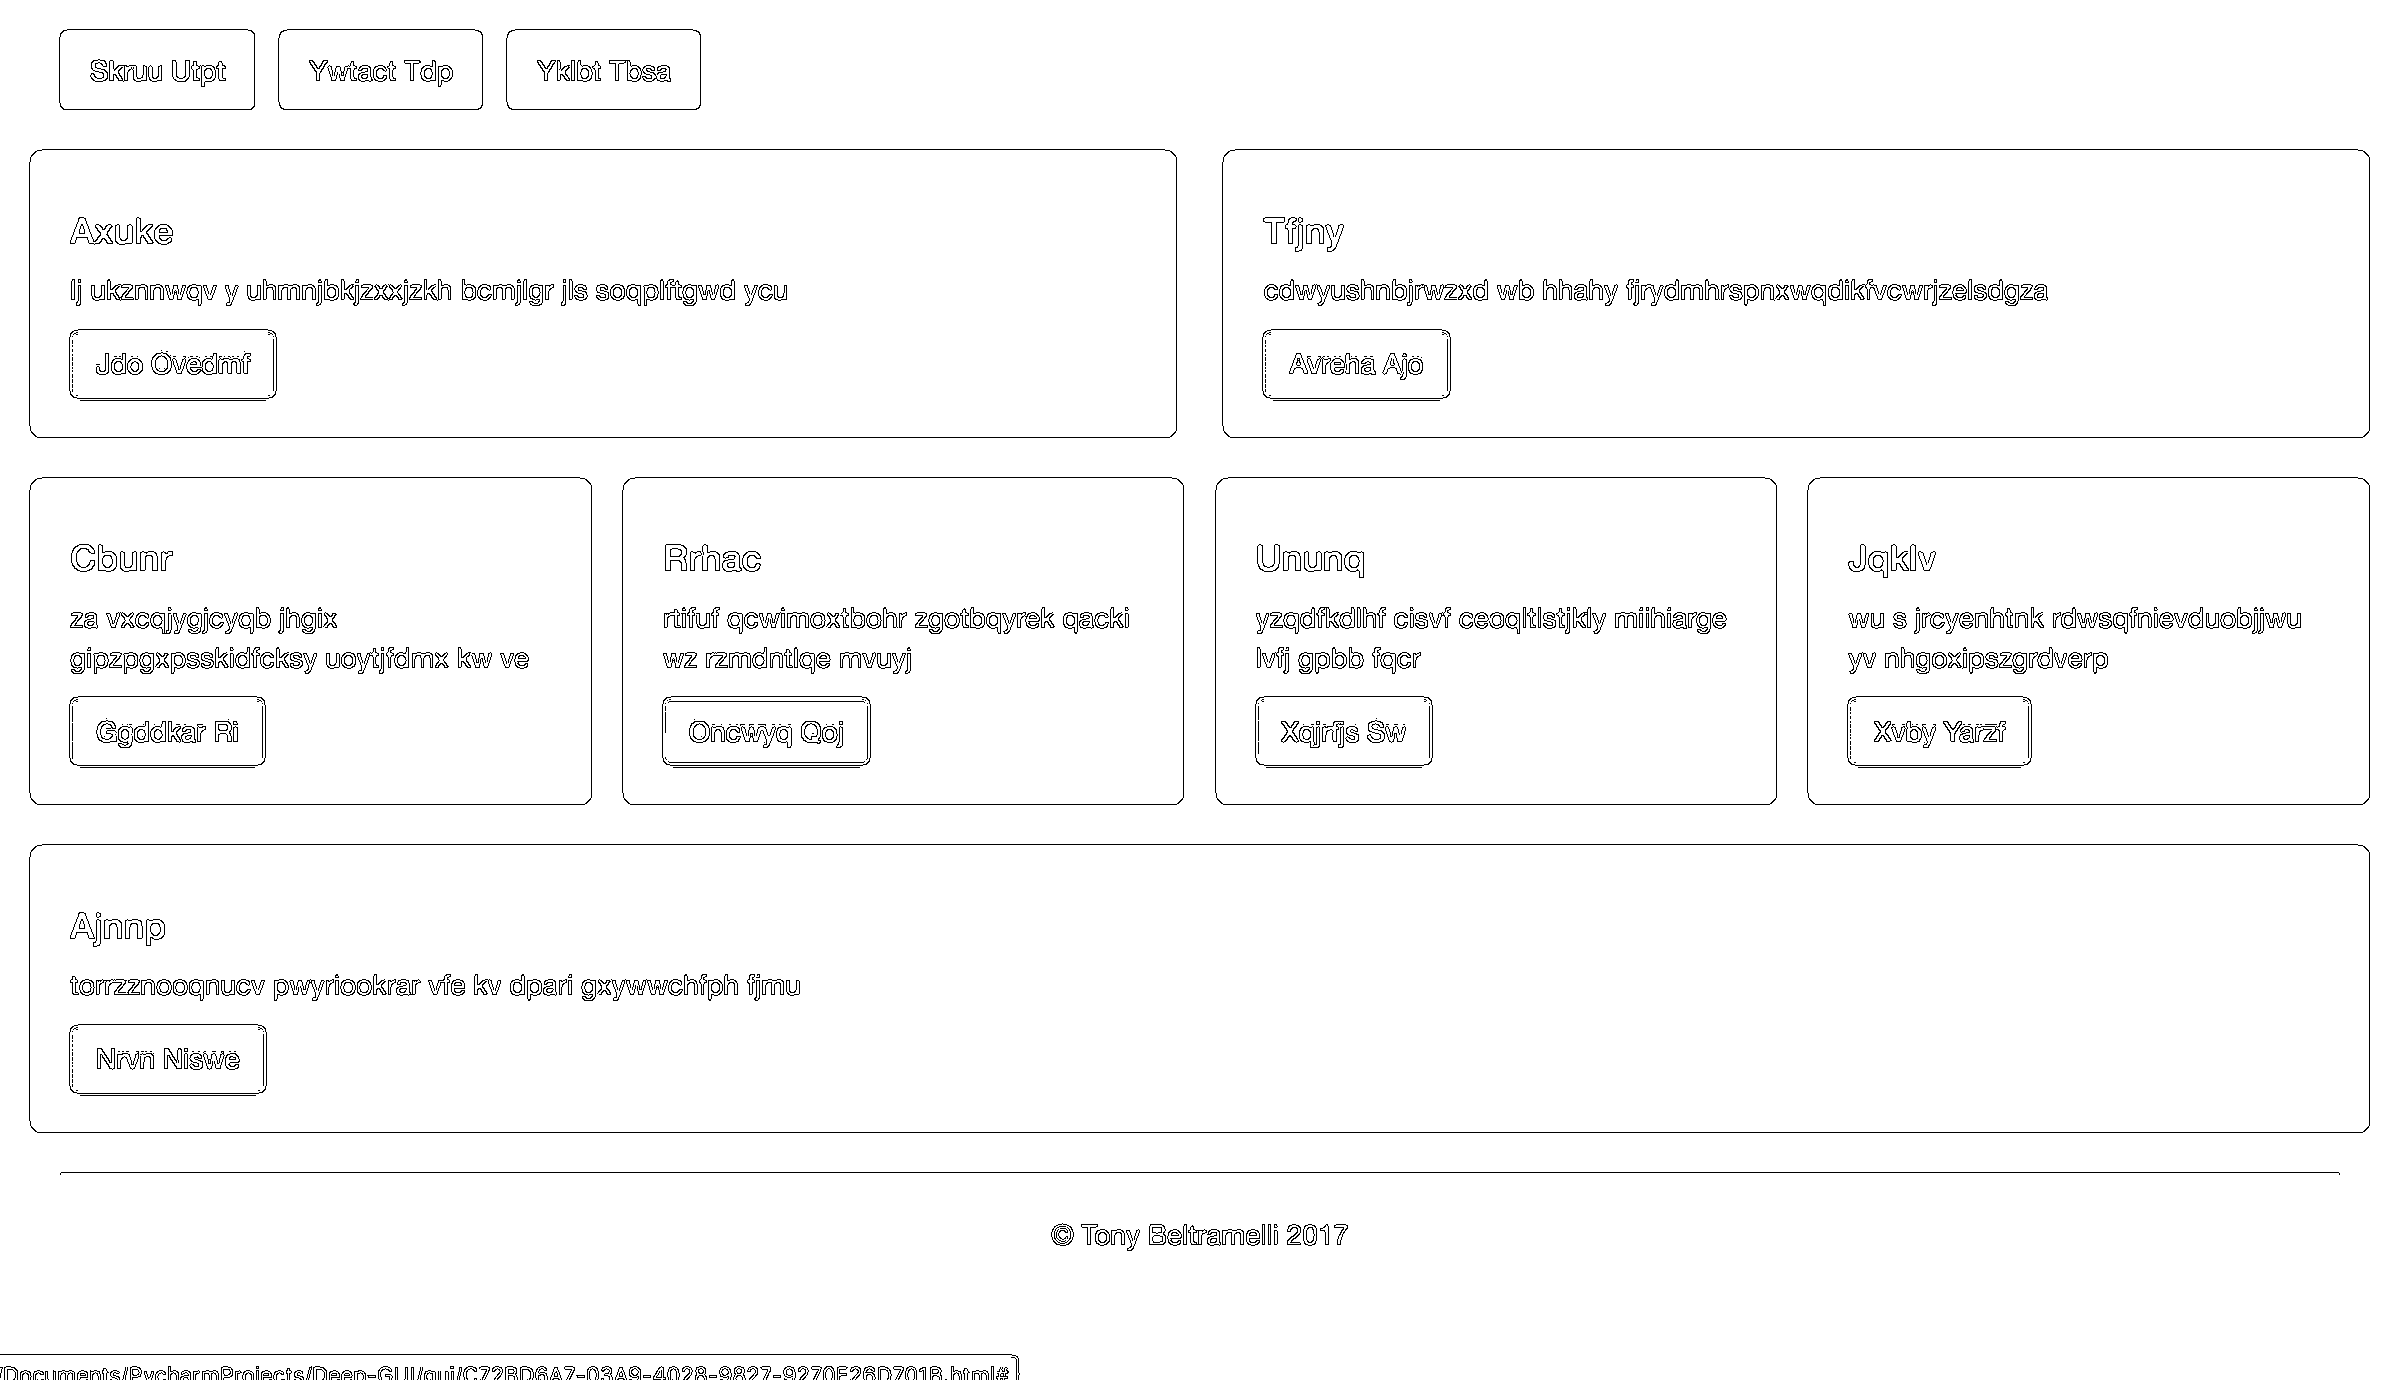 Skruu Utpt
Ywtact Tdp
Yklbt Tbsa
Axuke
lj ukznnwqv y uhmnjbkjzxxjzkh bcmjlgr jls soqplftgwd ycu
Jdo Ovedmf
Tfjny
cdwyushnbjrwzxd wb hhahy fjrydmhrspnxwqdikfvcwrjzelsdgza
Avreha Ajo
Cbunr
za vxcqjygjcyqb jhgix
gipzpgxpsskidfcksy uoytjfdmx kw ve
Ggddkar Ri
Rrhac
rtifuf qcwimoxtbohr zgotbqyrek qacki
wz rzmdntlqe mvuyj
Oncwyq Qoj
Ununq
yzqdfkdlhf cisvf ceoqltlstjkly miihiarge
lvfj gpbb fqcr
Xqjrfjs Sw
Jqklv
wu s jrcyenhtnk rdwsqfnievduobjjwu
yv nhgoxipszgrdverp
Xvby Yarzf
Ajnnp
torrzznooqnucv pwyriookrar vfe kv dpari gxywwchfph fjmu
Nrvn Niswe
© Tony Beltramelli 2017
/Documents/PycharmProjects/Deep-GUI/gui/C72BD6A7-03A9-4028-9827-9270E26D701B.html#